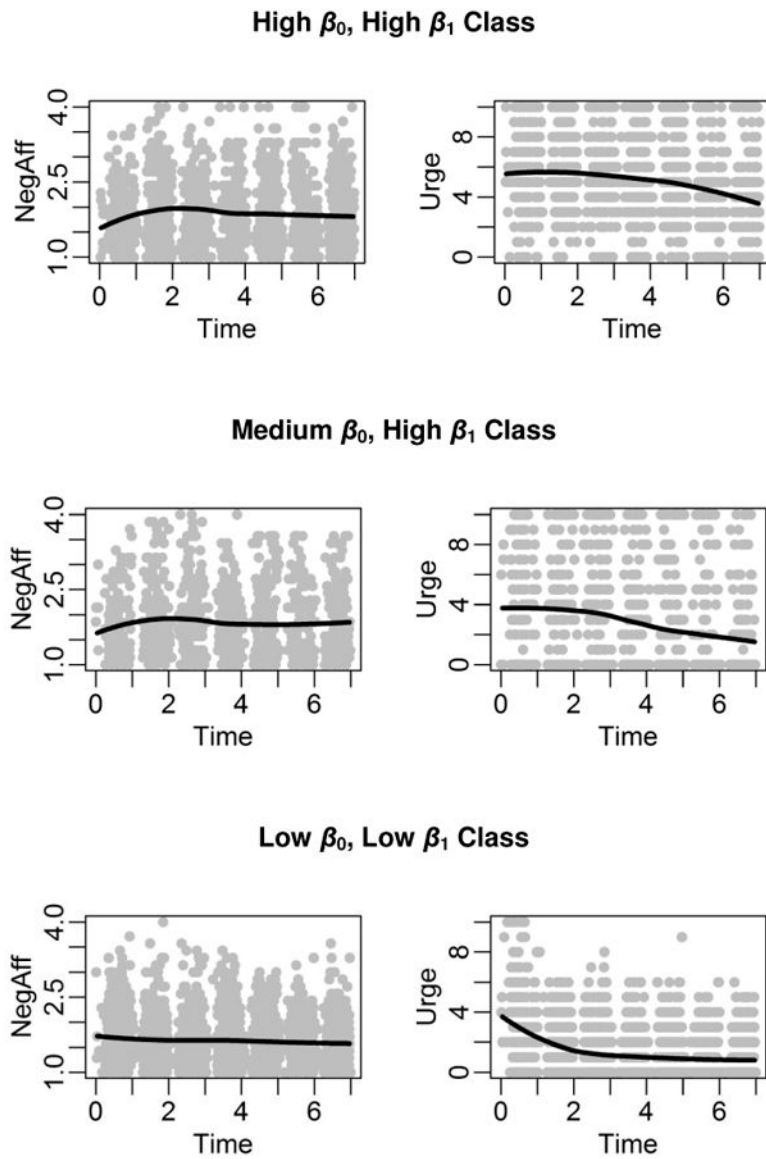 High β₀, High β₁ Class
NegAff
1.0 2.5 4.0
0 2 4 6
Time
Urge
0 4 8
0 2 4 6
Time
Medium β₀, High β₁ Class
NegAff
1.0 2.5 4.0
0 2 4 6
Time
Urge
0 4 8
0 2 4 6
Time
Low β₀, Low β₁ Class
NegAff
1.0 2.5 4.0
0 2 4 6
Time
Urge
0 4 8
0 2 4 6
Time